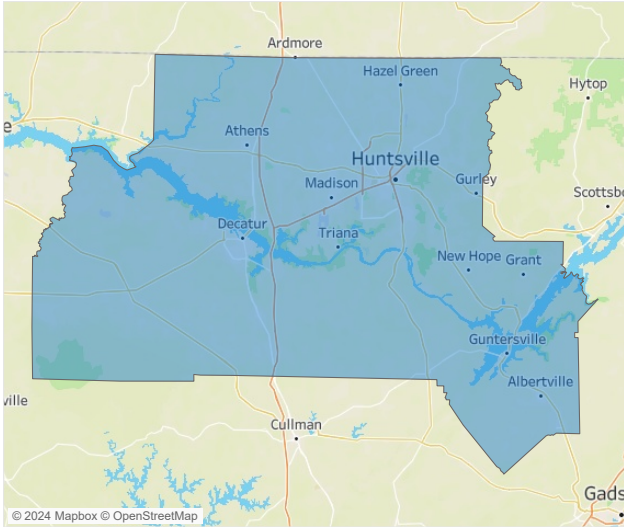 Ardmore
Hazel Green
Hytop
e
Athens
Huntsville
Madison
Gurley
Scottsbo
Decatur
Triana
New Hope
Grant
Guntersville
Albertville
ville
Cullman
Gads
© 2024 Mapbox © OpenStreetMap